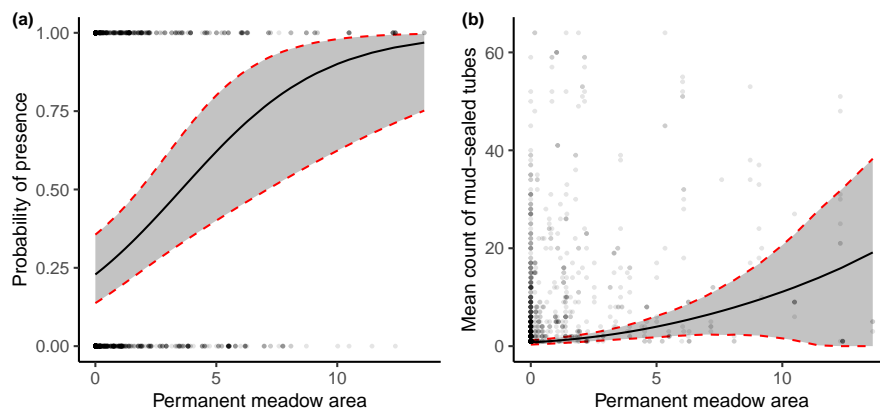 (a)
Probability of presence
1.00
0.75
0.50
0.25
0.00
0
5
10
Permanent meadow area
(b)
Mean count of mud−sealed tubes
60
40
20
0
0
5
10
Permanent meadow area